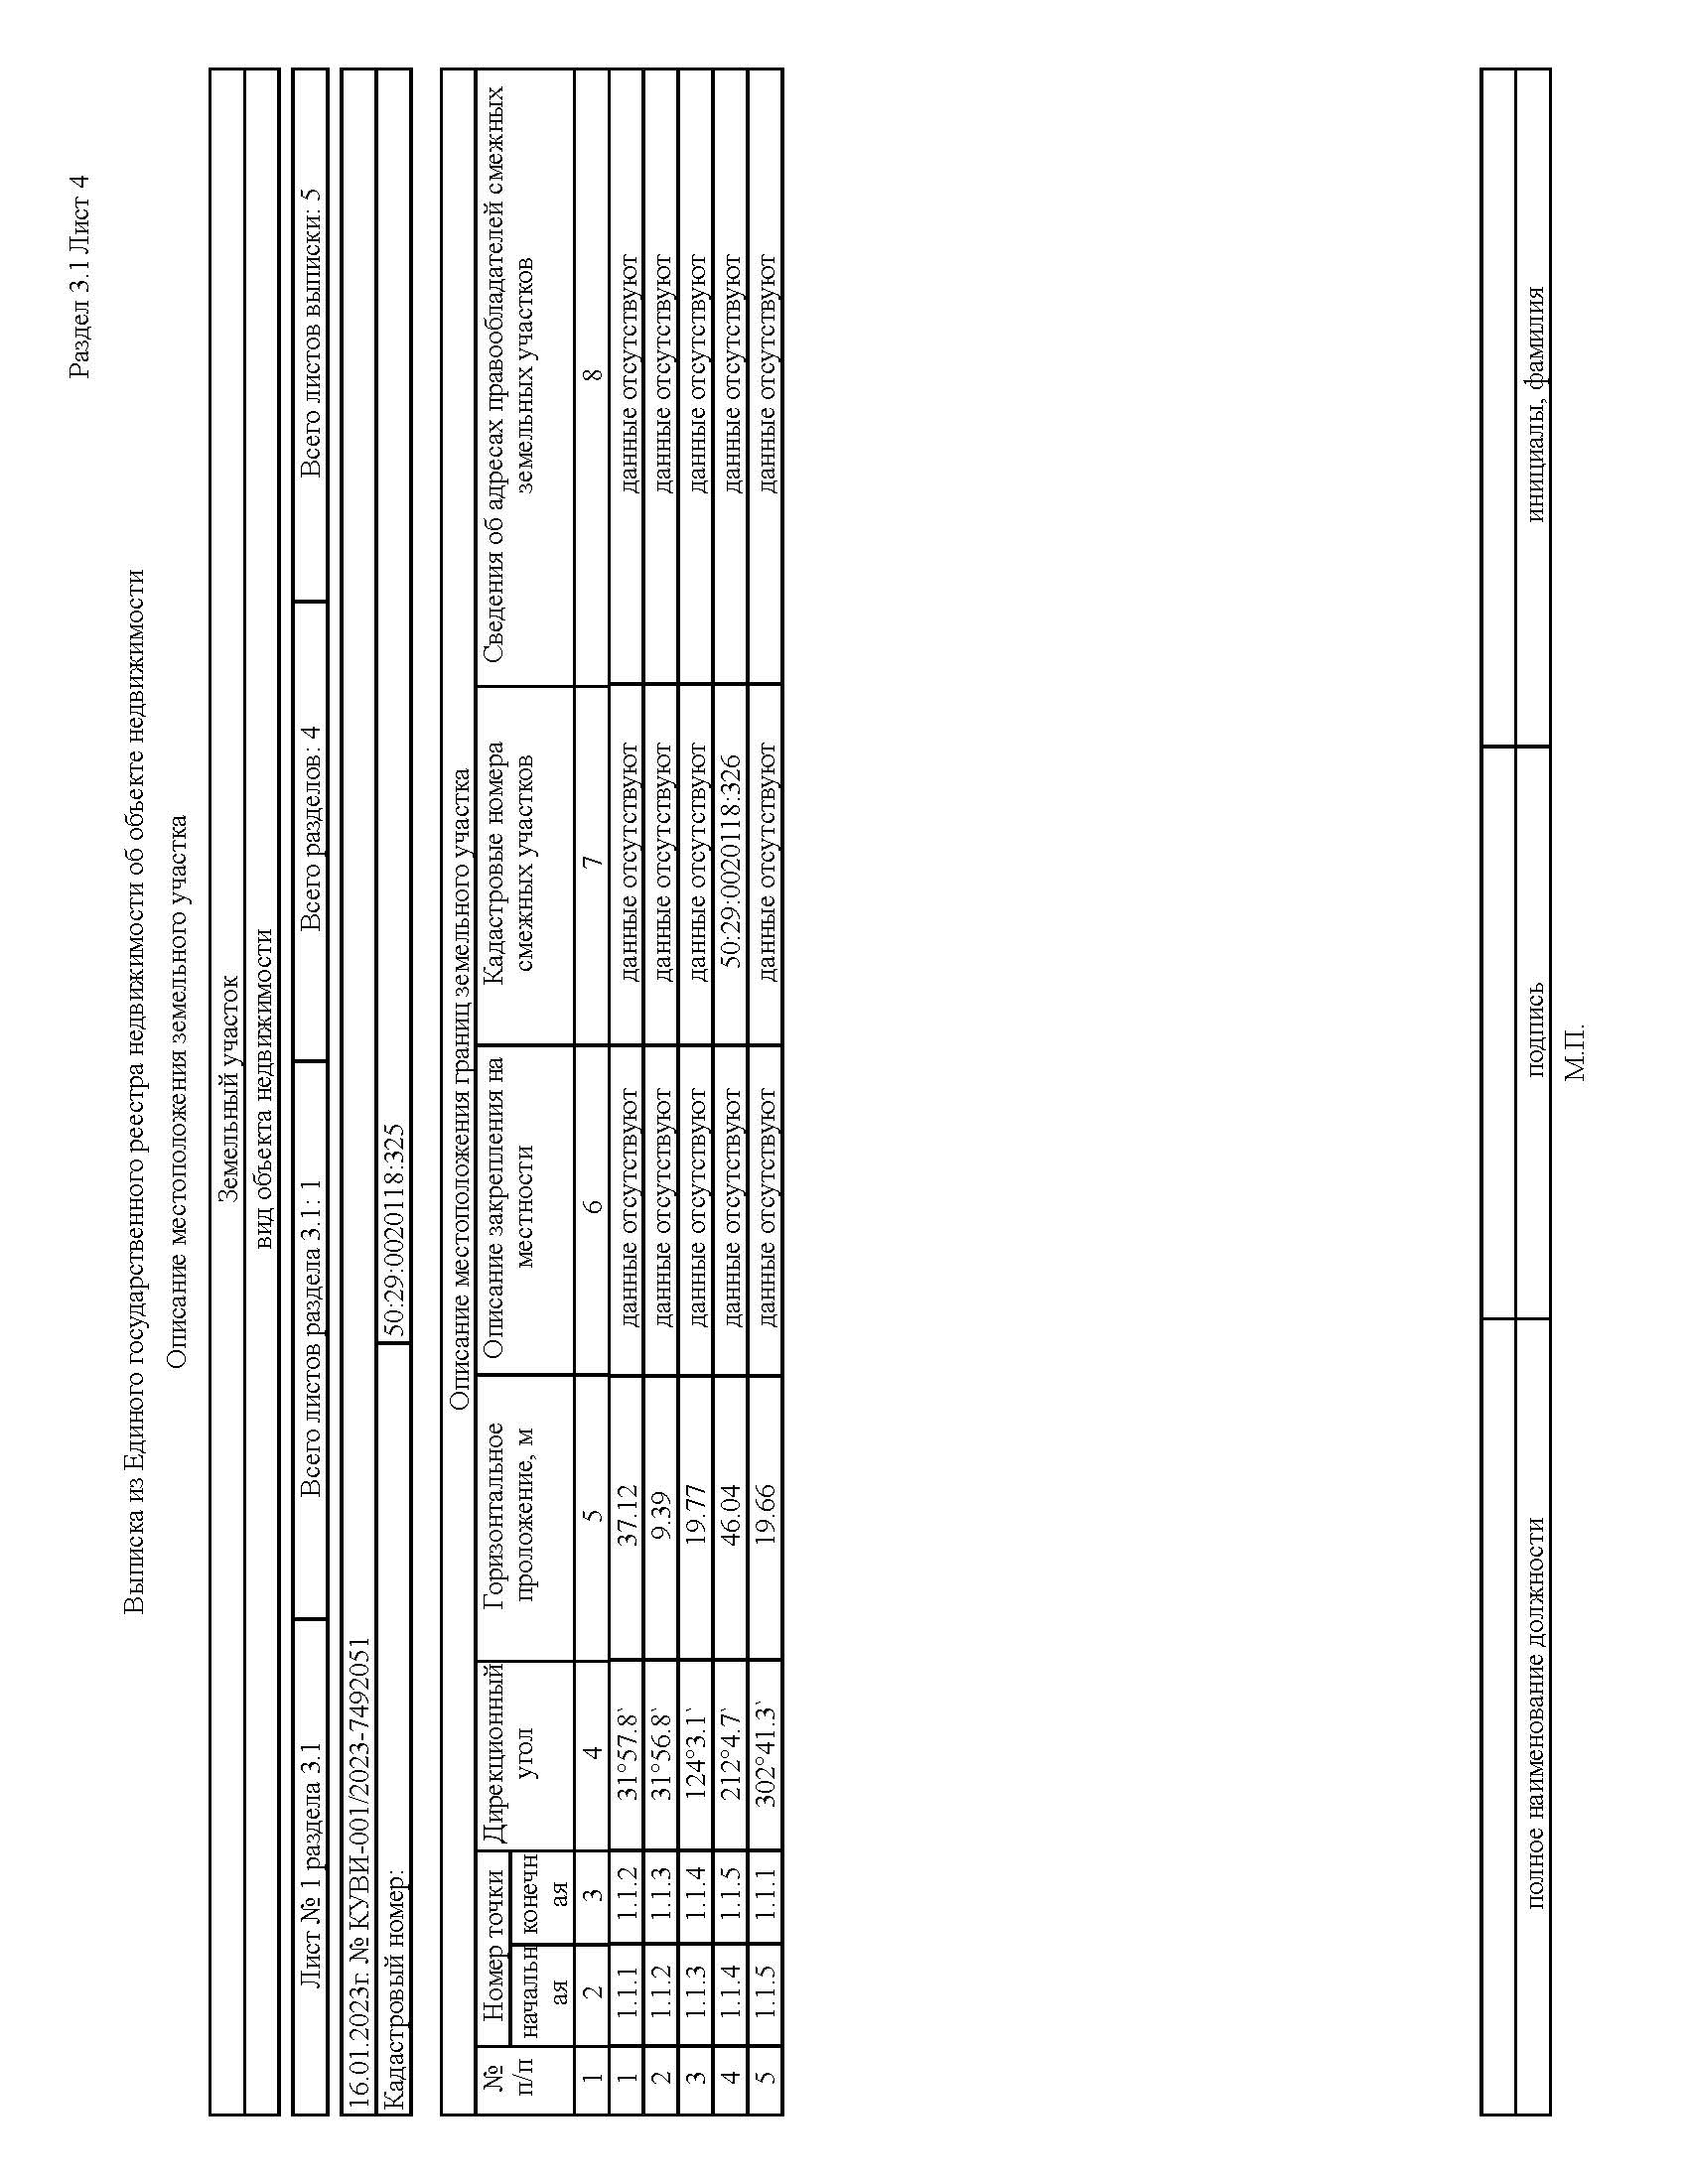 Раздел 3.1 Лист 4
Выписка из Единого государственного реестра недвижимости об объекте недвижимости
Описание местоположения земельного участка
Земельный участок
вид объекта недвижимости
Лист № 1 раздела 3.1 Всего листов раздела 3.1: 1 Всего разделов: 4 Всего листов выписки: 5
16.01.2023г. № КУВИ-001/2023-7492051
Кадастровый номер: 50:29:0020118:325
Описание местоположения границ земельного участка
№ Номер точки Дирекционный Горизонтальное Описание закрепления на Кадастровые номера Сведения об адресах правообладателей смежных
п/п начальн конечн угол проложение, м местности смежных участков земельных участков
ая ая
1 2 3 4 5 6 7 8
1 1.1.1 1.1.2 31°57.8` 37.12 данные отсутствуют данные отсутствуют данные отсутствуют
2 1.1.2 1.1.3 31°56.8` 9.39 данные отсутствуют данные отсутствуют данные отсутствуют
3 1.1.3 1.1.4 124°3.1` 19.77 данные отсутствуют данные отсутствуют данные отсутствуют
4 1.1.4 1.1.5 212°4.7` 46.04 данные отсутствуют 50:29:0020118:326 данные отсутствуют
5 1.1.5 1.1.1 302°41.3` 19.66 данные отсутствуют данные отсутствуют данные отсутствуют
полное наименование должности подпись инициалы, фамилия
М.П.